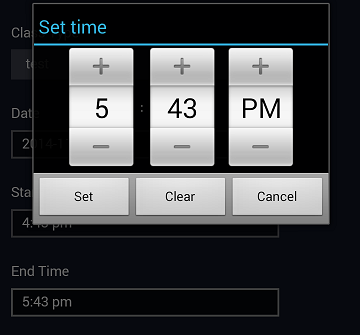 Set time
+ + +
5 : 43 PM
− − −
Set Clear Cancel
End Time
5:43 pm